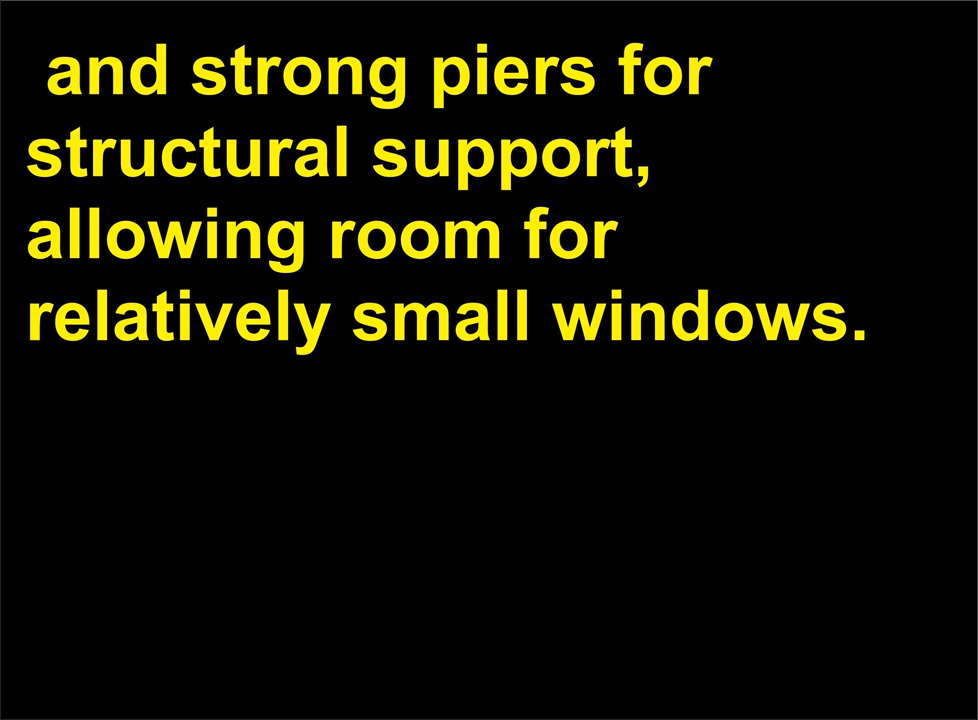 and strong piers for
structural support,
allowing room for
relatively small windows.